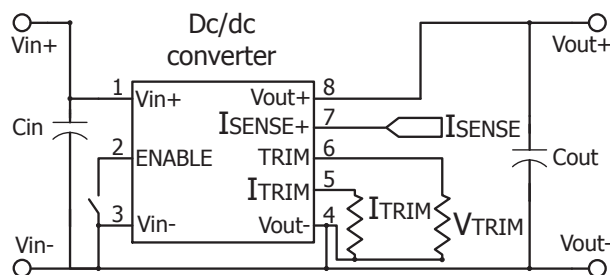 Dc/dc
converter
Vin+
Vout+
1
Vin+
Vout+
8
ISENSE+
7
ISENSE
Cin
2
ENABLE
TRIM
6
Cout
ITRIM
5
ITRIM
VTRIM
3
Vin-
Vout-
4
Vin-
Vout-